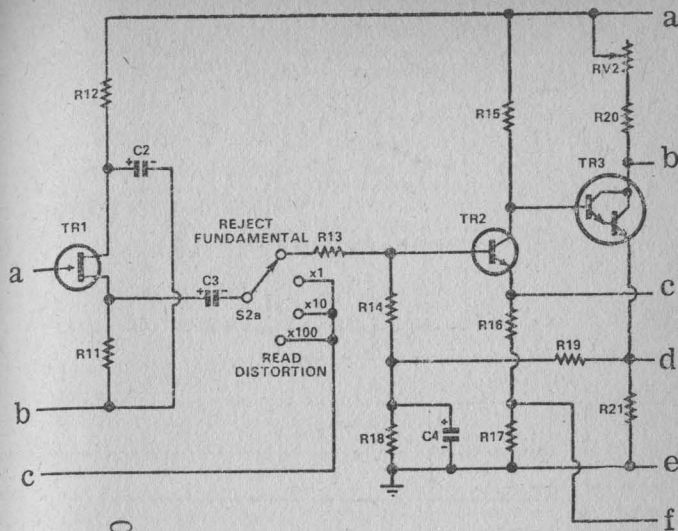 a
RV2
R12
R15
R20
C2
+ -
b
TR3
TR1
TR2
REJECT
FUNDAMENTAL
R13
a
C3
+ -
x1
c
S2a
R14
R16
x10
x100
R19
R11
READ
DISTORTION
d
b
R21
+
R18
C4
R17
-
c
e
f